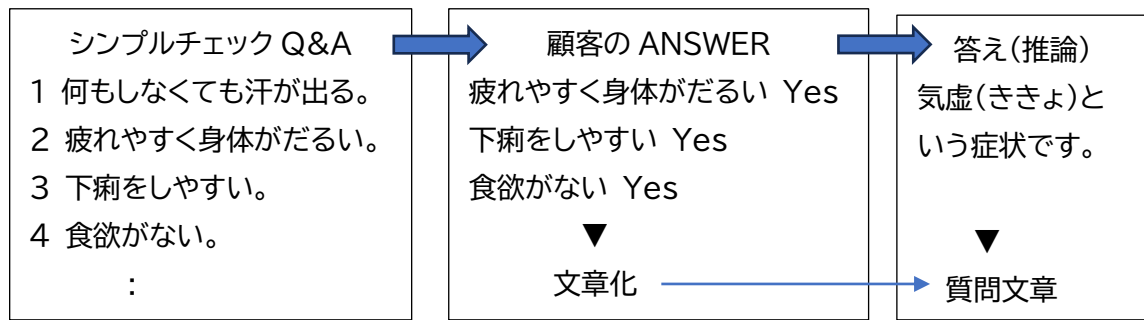 シンプルチェック Q&A
1 何もしなくても汗が出る。
2 疲れやすく身体がだるい。
3 下痢をしやすい。
4 食欲がない。
：
顧客の ANSWER
疲れやすく身体がだるい Yes
下痢をしやすい Yes
食欲がない Yes
▼
文章化
答え（推論）
気虚（ききょ）と
いう症状です。
▼
質問文章